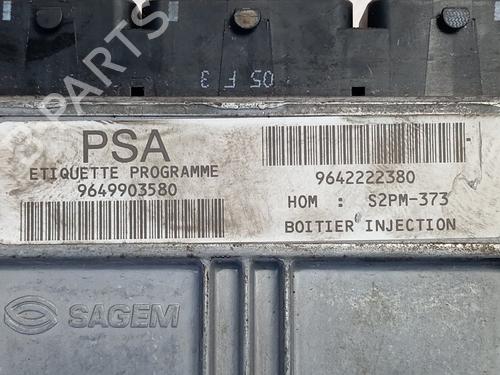 05 F 3
PSA
ETIQUETTE PROGRAMME
9649903580
9642222380
HOM : S2PM-373
BOITIER INJECTION
SAGEM
B-PARTS